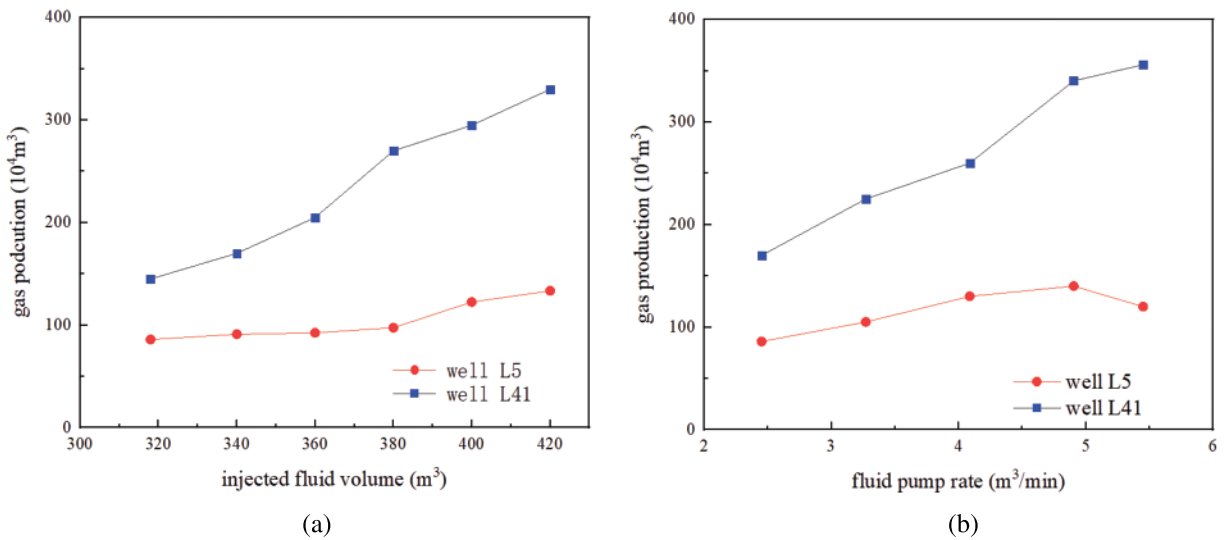 400
300
200
100
0
gas podcution (10⁴m³)
well L5
well L41
300 320 340 360 380 400 420
injected fluid volume (m³)
(a)
400
300
200
100
0
gas production (10⁴m³)
well L5
well L41
2 3 4 5 6
fluid pump rate (m³/min)
(b)